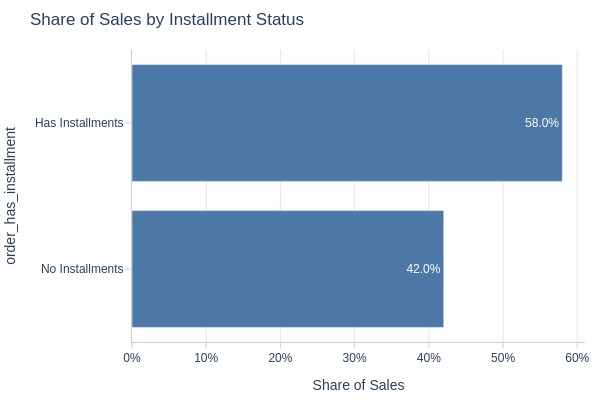 Share of Sales by Installment Status
order_has_installment
Has Installments
58.0%
No Installments
42.0%
0% 10% 20% 30% 40% 50% 60%
Share of Sales